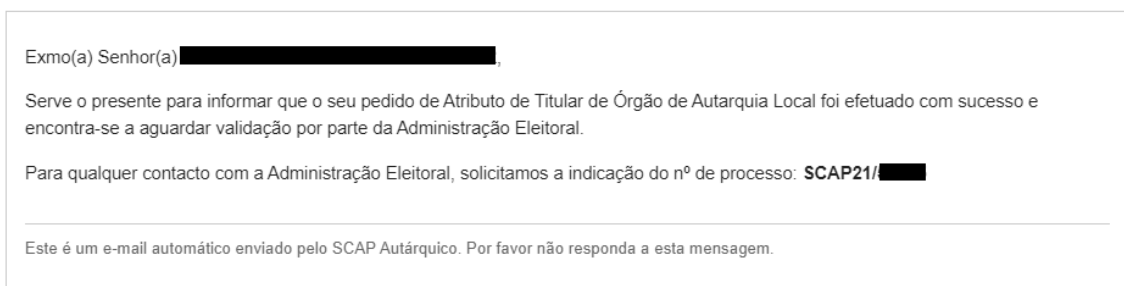 Exmo(a) Senhor(a) ,
Serve o presente para informar que o seu pedido de Atributo de Titular de Órgão de Autarquia Local foi efetuado com sucesso e
encontra-se a aguardar validação por parte da Administração Eleitoral.
Para qualquer contacto com a Administração Eleitoral, solicitamos a indicação do nº de processo: SCAP21/
Este é um e-mail automático enviado pelo SCAP Autárquico. Por favor não responda a esta mensagem.